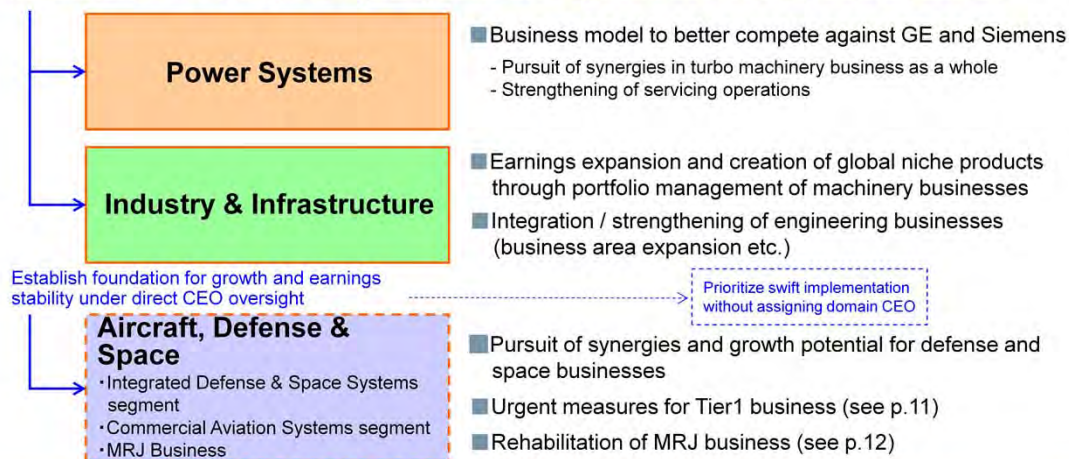 Power Systems
■Business model to better compete against GE and Siemens
- Pursuit of synergies in turbo machinery business as a whole
- Strengthening of servicing operations
Industry & Infrastructure
■Earnings expansion and creation of global niche products
through portfolio management of machinery businesses
■Integration / strengthening of engineering businesses
(business area expansion etc.)
Establish foundation for growth and earnings
stability under direct CEO oversight
Prioritize swift implementation
without assigning domain CEO
Aircraft, Defense &
Space
・Integrated Defense & Space Systems
segment
・Commercial Aviation Systems segment
・MRJ Business
■Pursuit of synergies and growth potential for defense and
space businesses
■Urgent measures for Tier1 business (see p.11)
■Rehabilitation of MRJ business (see p.12)